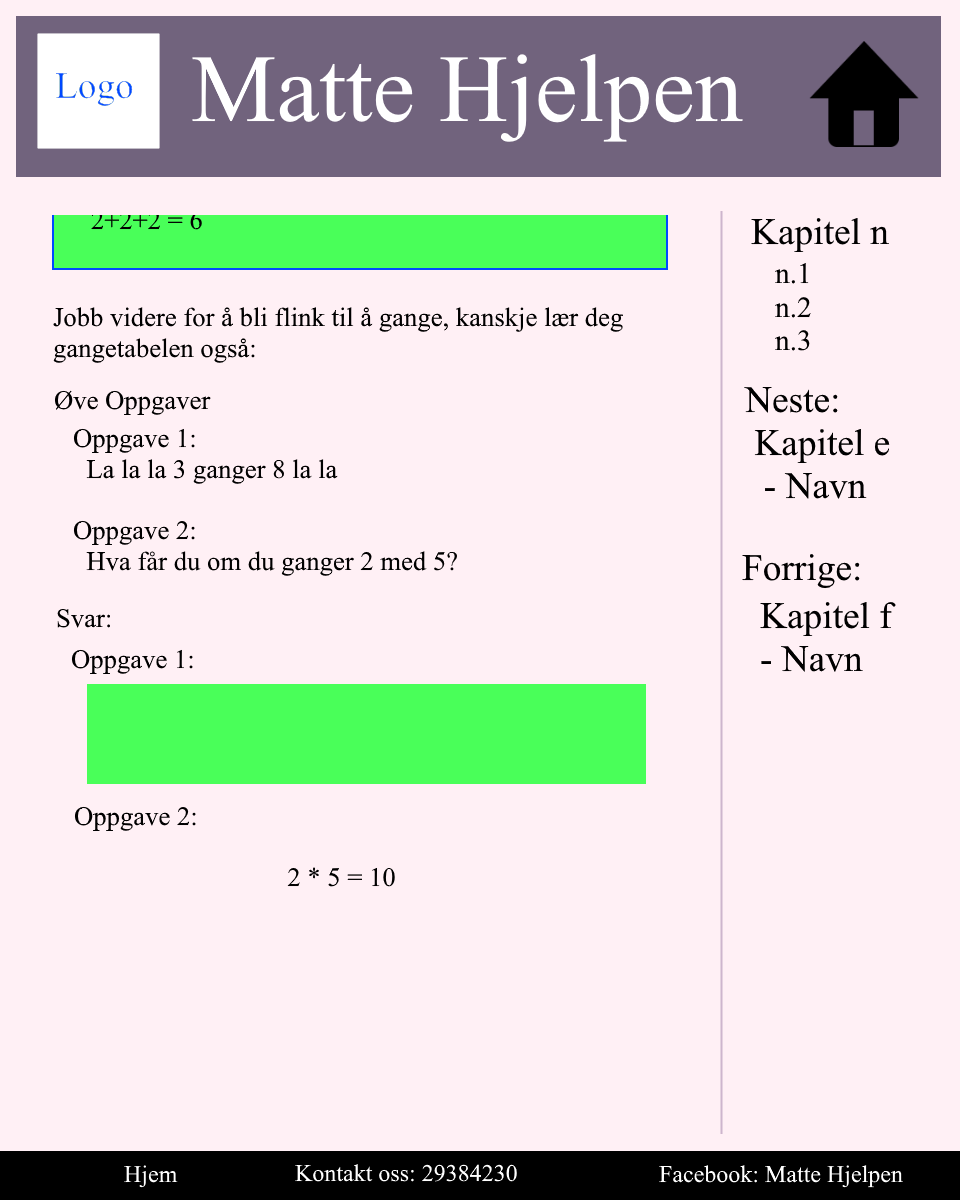 Logo
Matte Hjelpen
2+2+2 = 6
Jobb videre for å bli flink til å gange, kanskje lær deg
gangetabelen også:
Øve Oppgaver
Oppgave 1:
La la la 3 ganger 8 la la
Oppgave 2:
Hva får du om du ganger 2 med 5?
Svar:
Oppgave 1:
Oppgave 2:
2 * 5 = 10
Kapitel n
n.1
n.2
n.3
Neste:
Kapitel e
- Navn
Forrige:
Kapitel f
- Navn
Hjem
Kontakt oss: 29384230
Facebook: Matte Hjelpen